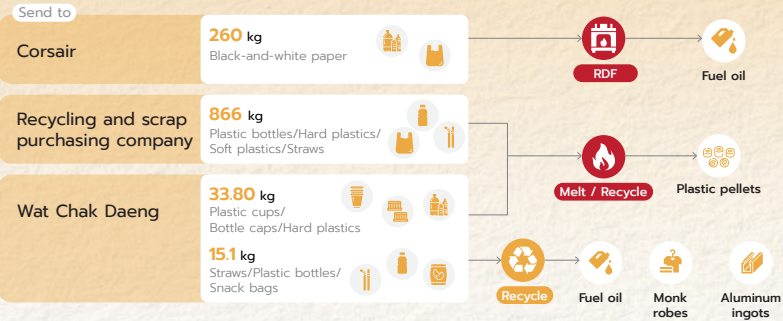 Send to
Corsair
260 kg
Black-and-white paper
RDF
Fuel oil
Recycling and scrap
purchasing company
866 kg
Plastic bottles/Hard plastics/
Soft plastics/Straws
Melt / Recycle
Plastic pellets
Wat Chak Daeng
33.80 kg
Plastic cups/
Bottle caps/Hard plastics
15.1 kg
Straws/Plastic bottles/
Snack bags
Recycle
Fuel oil
Monk
robes
Aluminum
ingots